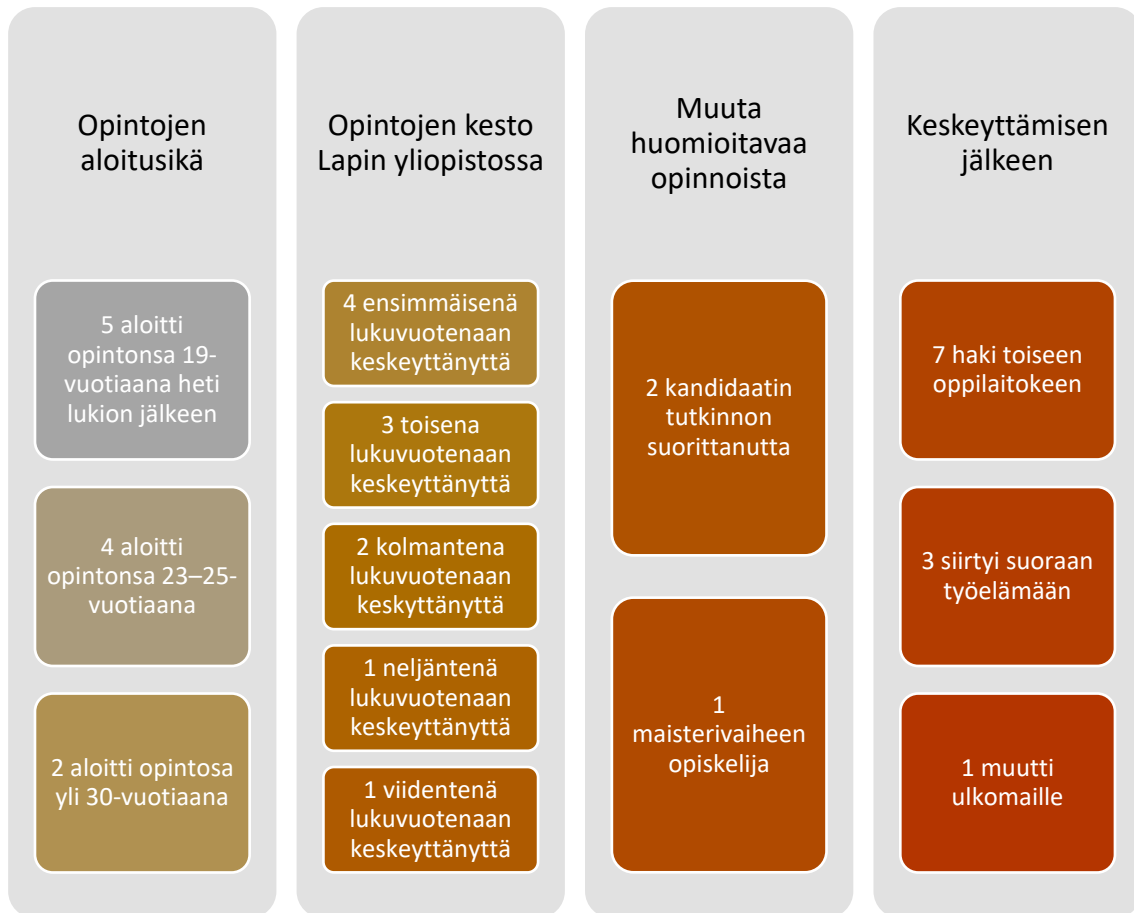 Opintojen
aloitusikä
5 aloitti
opintonsa 19-
vuotiaana heti
lukion jälkeen
4 aloitti
opintonsa 23–25-
vuotiaana
2 aloitti opintosa
yli 30-vuotiaana
Opintojen kesto
Lapin yliopistossa
4 ensimmäisenä
lukuvuotenaan
keskeyttänyttä
3 toisena
lukuvuotenaan
keskeyttänyttä
2 kolmantena
lukuvuotenaan
keskyttänyttä
1 neljäntenä
lukuvuotenaan
keskeyttänyttä
1 viidentenä
lukuvuotenaan
keskeyttänyttä
Muuta
huomioitavaa
opinnoista
2 kandidaatin
tutkinnon
suorittanutta
1
maisterivaiheen
opiskelija
Keskeyttämisen
jälkeen
7 haki toiseen
oppilaitokeen
3 siirtyi suoraan
työelämään
1 muutti
ulkomaille